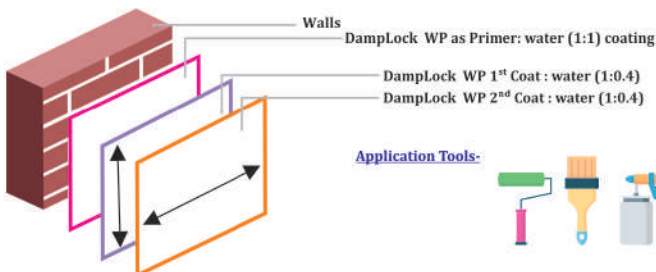 Walls
DampLock WP as Primer: water (1:1) coating
DampLock WP 1st Coat : water (1:0.4)
DampLock WP 2nd Coat : water (1:0.4)
Application Tools-